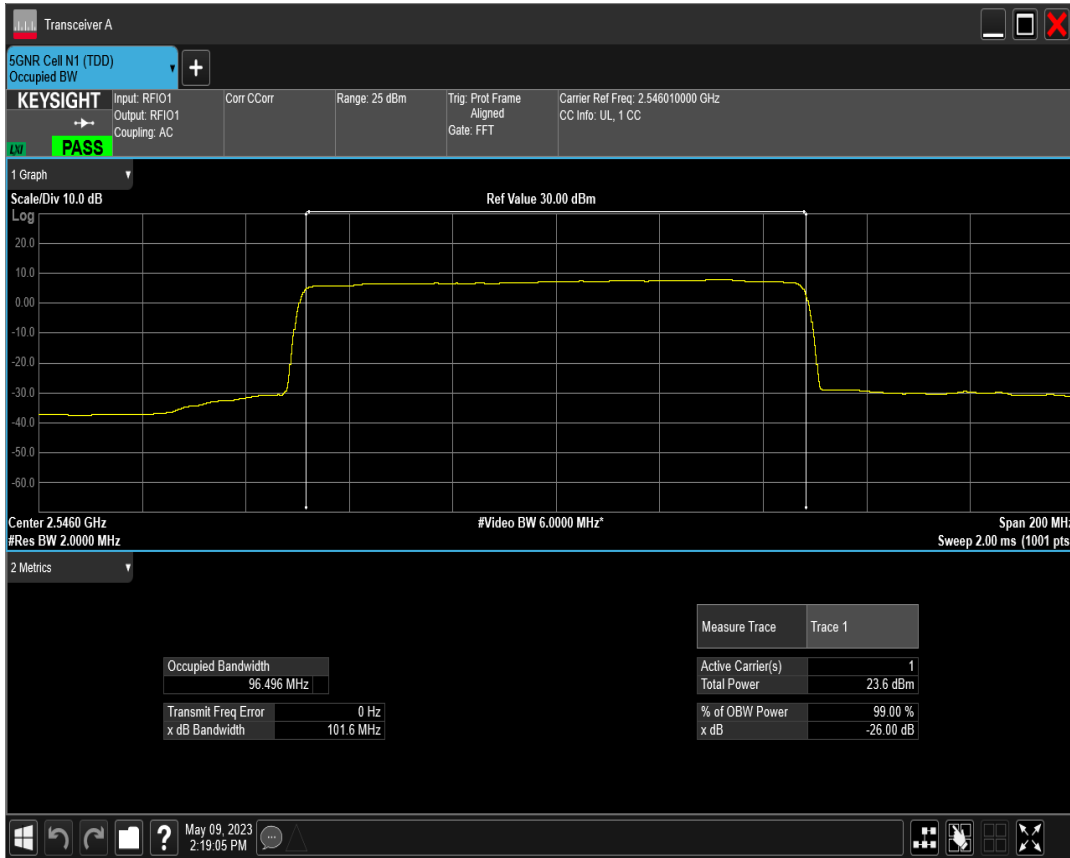 Transceiver A
5GNR Cell N1 (TDD)
Occupied BW
KEYSIGHT
LXI
PASS
Input: RFIO1
Output: RFIO1
Coupling: AC
Corr CCorr
Range: 25 dBm
Trig: Prot Frame
Aligned
Gate: FFT
Carrier Ref Freq: 2.546010000 GHz
CC Info: UL, 1 CC
1 Graph
Scale/Div 10.0 dB
Ref Value 30.00 dBm
Log
20.0
10.0
0.00
-10.0
-20.0
-30.0
-40.0
-50.0
-60.0
Center 2.5460 GHz
#Video BW 6.0000 MHz*
Span 200 MHz
#Res BW 2.0000 MHz
Sweep 2.00 ms (1001 pts
2 Metrics
Measure Trace Trace 1
Occupied Bandwidth
96.496 MHz
Active Carrier(s) 1
Total Power 23.6 dBm
Transmit Freq Error 0 Hz
x dB Bandwidth 101.6 MHz
% of OBW Power 99.00 %
x dB -26.00 dB
?
May 09, 2023
2:19:05 PM